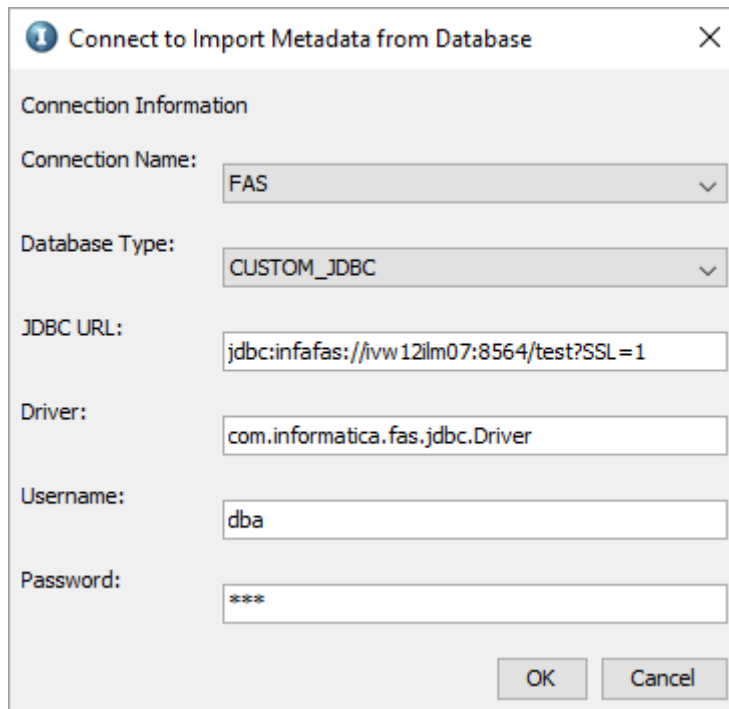 Connect to Import Metadata from Database
Connection Information
Connection Name:
FAS
Database Type:
CUSTOM_JDBC
JDBC URL:
jdbc:infafas://ivw12ilm07:8564/test?SSL=1
Driver:
com.informatica.fas.jdbc.Driver
Username:
dba
Password:
***
OK Cancel